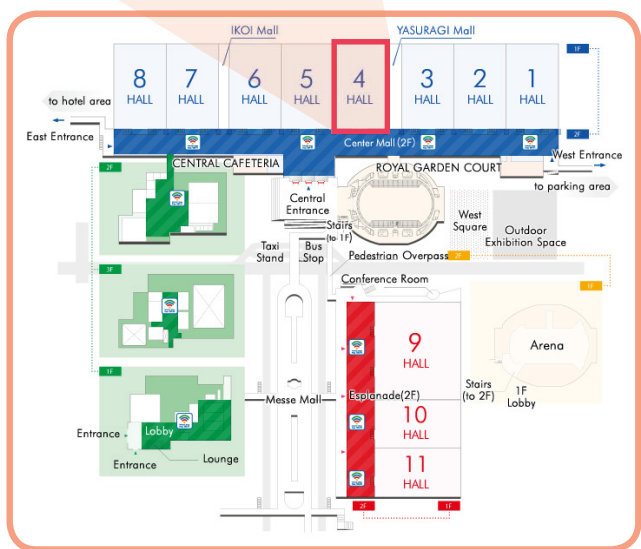 IKOI Mall
YASURAGI Mall
1F
8
HALL
7
HALL
6
HALL
5
HALL
4
HALL
3
HALL
2
HALL
1
HALL
to hotel area
2F
East Entrance
Center Mall (2F)
CENTRAL CAFETERIA
ROYAL GARDEN COURT
West Entrance
2F
to parking area
Central
Entrance
Stairs
(to 1F)
West
Square
Outdoor
Exhibition Space
Taxi
Stand
Bus
Stop
Pedestrian Overpass
2F
Conference Room
1F
9
HALL
Arena
Messe Mall
Esplanade(2F)
Stairs
(to 2F)
1F
Lobby
1F
10
HALL
Entrance
Lobby
11
HALL
Lounge
Entrance
2F
1F